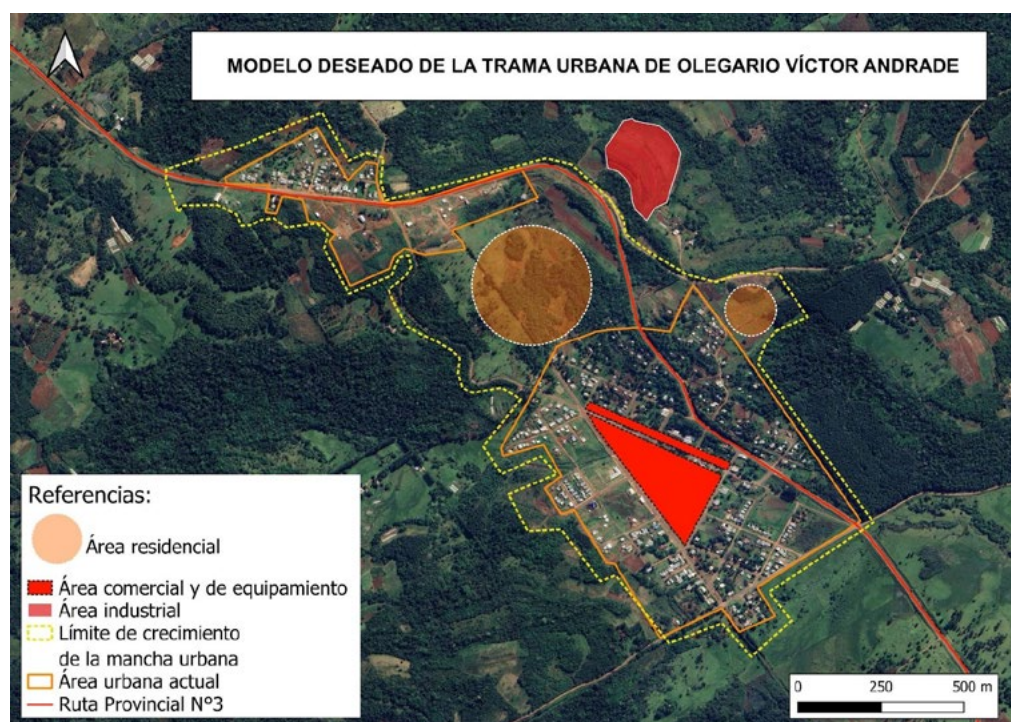 MODELO DESEADO DE LA TRAMA URBANA DE OLEGARIO VÍCTOR ANDRADE
Referencias:
Área residencial
Área comercial y de equipamiento
Área industrial
Límite de crecimiento
de la mancha urbana
Área urbana actual
Ruta Provincial N°3
0 250 500 m